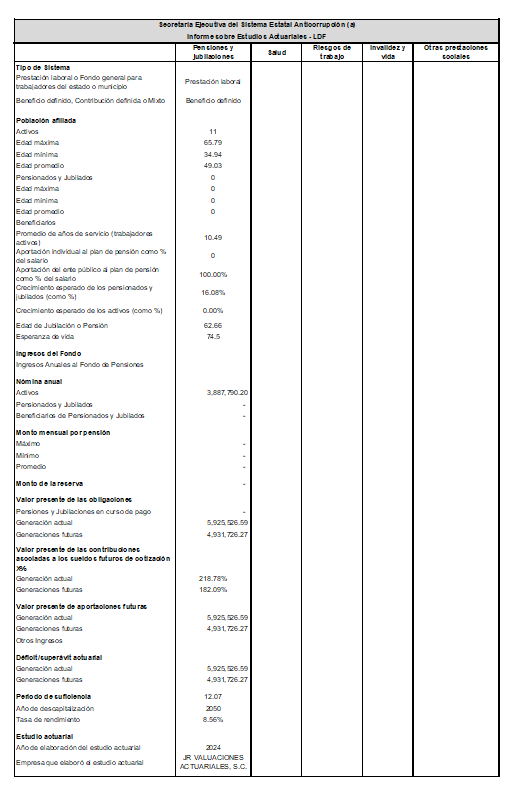 Secretaría Ejecutiva del Sistema Estatal Anticorrupción (a)
Informe sobre Estudios Actuariales - LDF
Pensiones y jubilaciones Salud Riesgos de trabajo Invalidez y vida Otras prestaciones sociales
Tipo de Sistema
Prestación laboral o Fondo general para trabajadores del estado o municipio Prestación laboral
Beneficio definido, Contribución definida o Mixto Beneficio definido
Población afiliada
Activos 11
Edad máxima 65.79
Edad mínima 34.94
Edad promedio 49.03
Pensionados y Jubilados 0
Edad máxima 0
Edad mínima 0
Edad promedio 0
Beneficiarios
Promedio de años de servicio (trabajadores activos) 10.49
Aportación individual al plan de pensión como % del salario 0
Aportación del ente público al plan de pensión como % del salario 100.00%
Crecimiento esperado de los pensionados y jubilados (como %) 16.08%
Crecimiento esperado de los activos (como %) 0.00%
Edad de Jubilación o Pensión 62.66
Esperanza de vida 74.5
Ingresos del Fondo
Ingresos Anuales al Fondo de Pensiones
Nómina anual
Activos 3,887,790.20
Pensionados y Jubilados -
Beneficiarios de Pensionados y Jubilados -
Monto mensual por pensión
Máximo -
Mínimo -
Promedio -
Monto de la reserva -
Valor presente de las obligaciones
Pensiones y Jubilaciones en curso de pago -
Generación actual 5,925,526.59
Generaciones futuras 4,931,726.27
Valor presente de las contribuciones asociadas a los sueldos futuros de cotización X%
Generación actual 218.78%
Generaciones futuras 182.09%
Valor presente de aportaciones futuras
Generación actual 5,925,526.59
Generaciones futuras 4,931,726.27
Otros Ingresos
Déficit/superávit actuarial
Generación actual 5,925,526.59
Generaciones futuras 4,931,726.27
Periodo de suficiencia 12.07
Año de descapitalización 2050
Tasa de rendimiento 8.56%
Estudio actuarial
Año de elaboración del estudio actuarial 2024
Empresa que elaboró el estudio actuarial JR VALUACIONES ACTUARIALES, S.C.